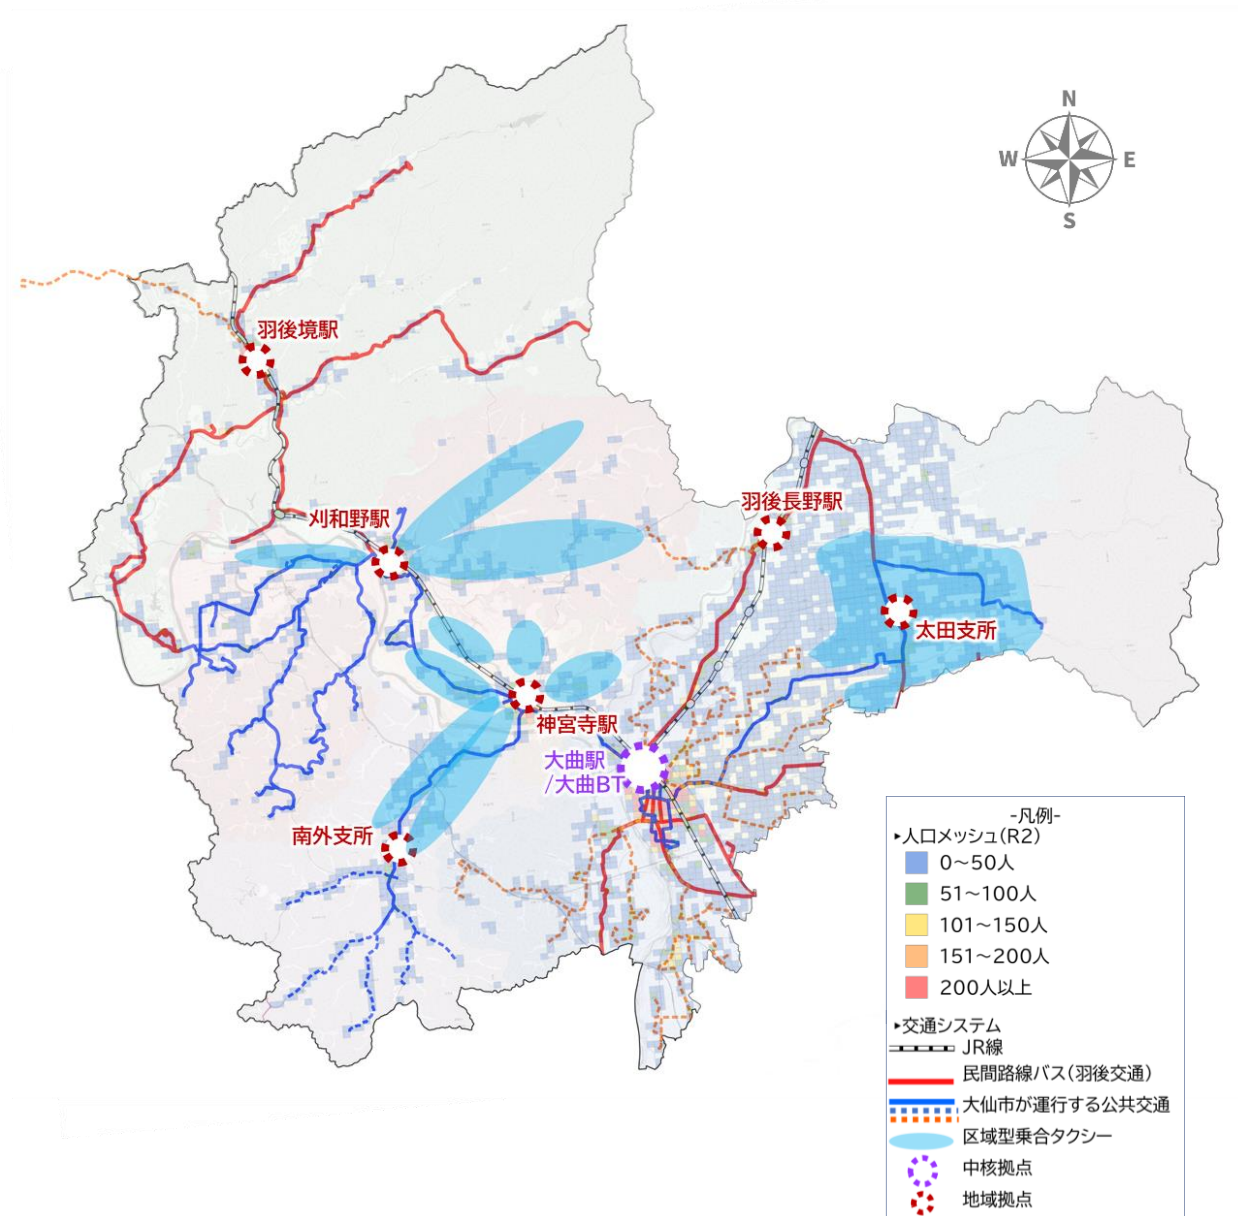 N
W
E
S
羽後境駅
刈和野駅
羽後長野駅
太田支所
神宮寺駅
大曲駅
/大曲BT
南外支所
-凡例-
▸人口メッシュ(R2)
0～50人
51～100人
101～150人
151～200人
200人以上
▸交通システム
JR線
民間路線バス(羽後交通)
大仙市が運行する公共交通
区域型乗合タクシー
中核拠点
地域拠点